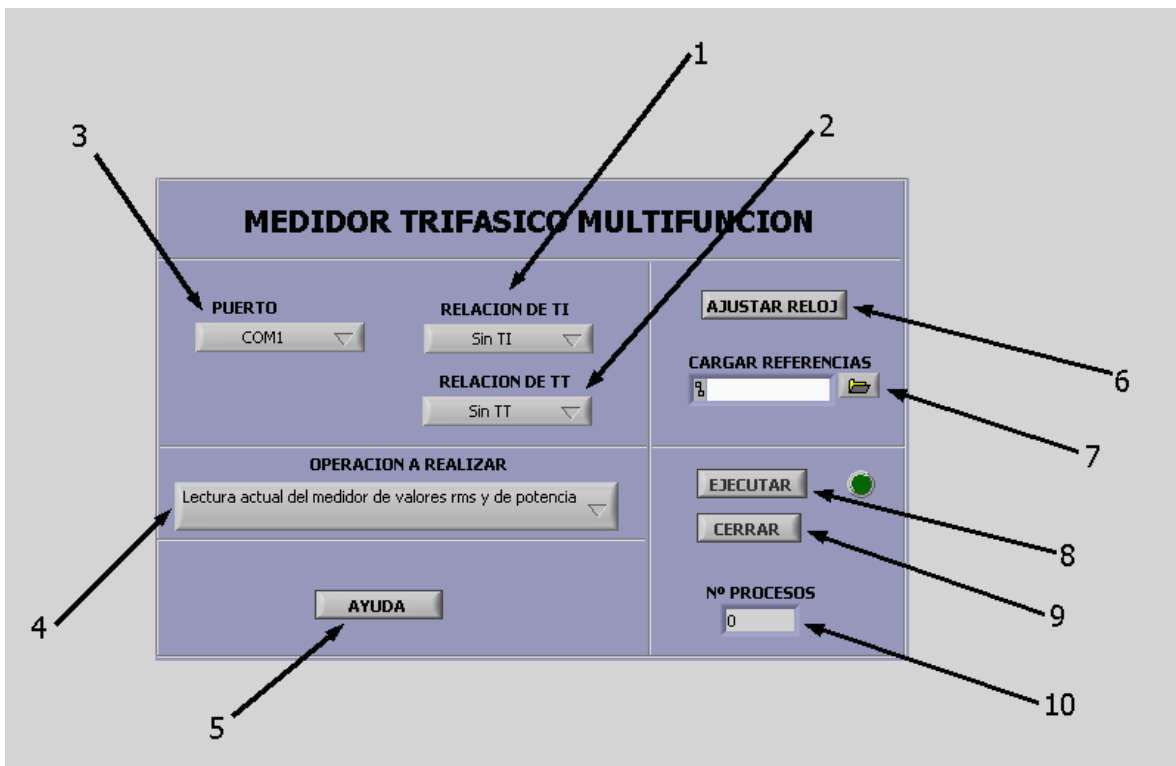 1
2
3
MEDIDOR TRIFASICO MULTIFUNCION
PUERTO
COM1
RELACION DE TI
Sin TI
RELACION DE TT
Sin TT
AJUSTAR RELOJ
CARGAR REFERENCIAS
6
7
OPERACION A REALIZAR
Lectura actual del medidor de valores rms y de potencia
EJECUTAR
CERRAR
8
4
AYUDA
Nº PROCESOS
0
9
5
10